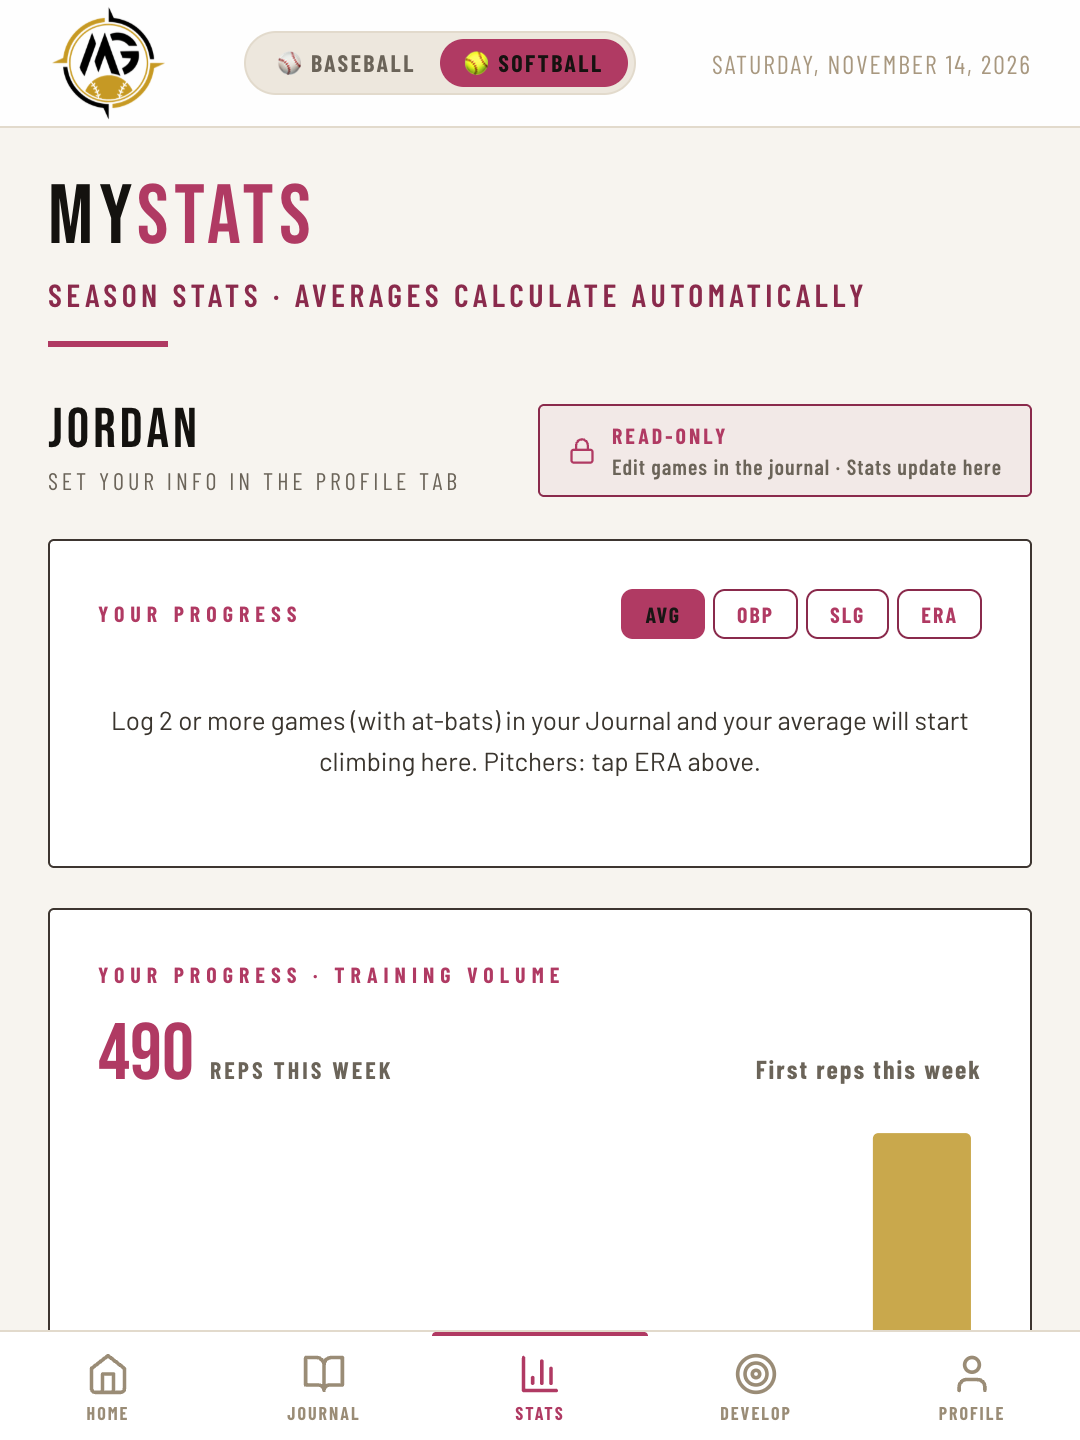 MG
BASEBALL
SOFTBALL
SATURDAY, NOVEMBER 14, 2026
MYSTATS
SEASON STATS · AVERAGES CALCULATE AUTOMATICALLY
JORDAN
SET YOUR INFO IN THE PROFILE TAB
READ-ONLY
Edit games in the journal · Stats update here
YOUR PROGRESS
AVG
OBP
SLG
ERA
Log 2 or more games (with at-bats) in your Journal and your average will start
climbing here. Pitchers: tap ERA above.
YOUR PROGRESS · TRAINING VOLUME
490 REPS THIS WEEK
First reps this week
HOME
JOURNAL
STATS
DEVELOP
PROFILE